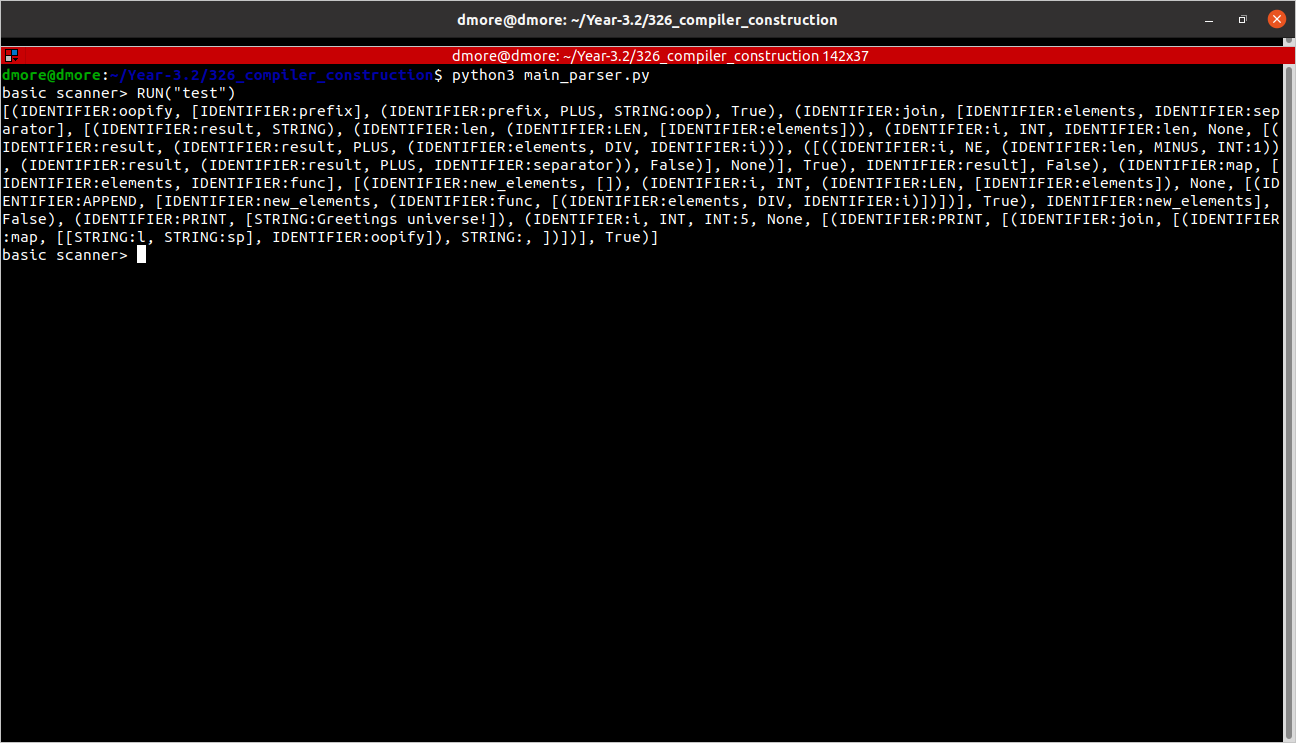 dmore@dmore: ~/Year-3.2/326_compiler_construction
dmore@dmore: ~/Year-3.2/326_compiler_construction 142x37
dmore@dmore:~/Year-3.2/326_compiler_construction$ python3 main_parser.py
basic scanner> RUN("test")
[(IDENTIFIER:oopify, [IDENTIFIER:prefix], (IDENTIFIER:prefix, PLUS, STRING:oop), True), (IDENTIFIER:join, [IDENTIFIER:elements, IDENTIFIER:sep
arator], [(IDENTIFIER:result, STRING), (IDENTIFIER:len, (IDENTIFIER:LEN, [IDENTIFIER:elements])), (IDENTIFIER:i, INT, IDENTIFIER:len, None, [(
IDENTIFIER:result, (IDENTIFIER:result, PLUS, (IDENTIFIER:elements, DIV, IDENTIFIER:i))), ([((IDENTIFIER:i, NE, (IDENTIFIER:len, MINUS, INT:1))
, (IDENTIFIER:result, (IDENTIFIER:result, PLUS, IDENTIFIER:separator)), False)], None)], True), IDENTIFIER:result], False), (IDENTIFIER:map, [
IDENTIFIER:elements, IDENTIFIER:func], [(IDENTIFIER:new_elements, []), (IDENTIFIER:i, INT, (IDENTIFIER:LEN, [IDENTIFIER:elements]), None, [(ID
ENTIFIER:APPEND, [IDENTIFIER:new_elements, (IDENTIFIER:func, [(IDENTIFIER:elements, DIV, IDENTIFIER:i)])])], True), IDENTIFIER:new_elements],
False), (IDENTIFIER:PRINT, [STRING:Greetings universe!]), (IDENTIFIER:i, INT, INT:5, None, [(IDENTIFIER:PRINT, [(IDENTIFIER:join, [(IDENTIFIER
:map, [[STRING:l, STRING:sp], IDENTIFIER:oopify]), STRING:, ])])], True)]
basic scanner>